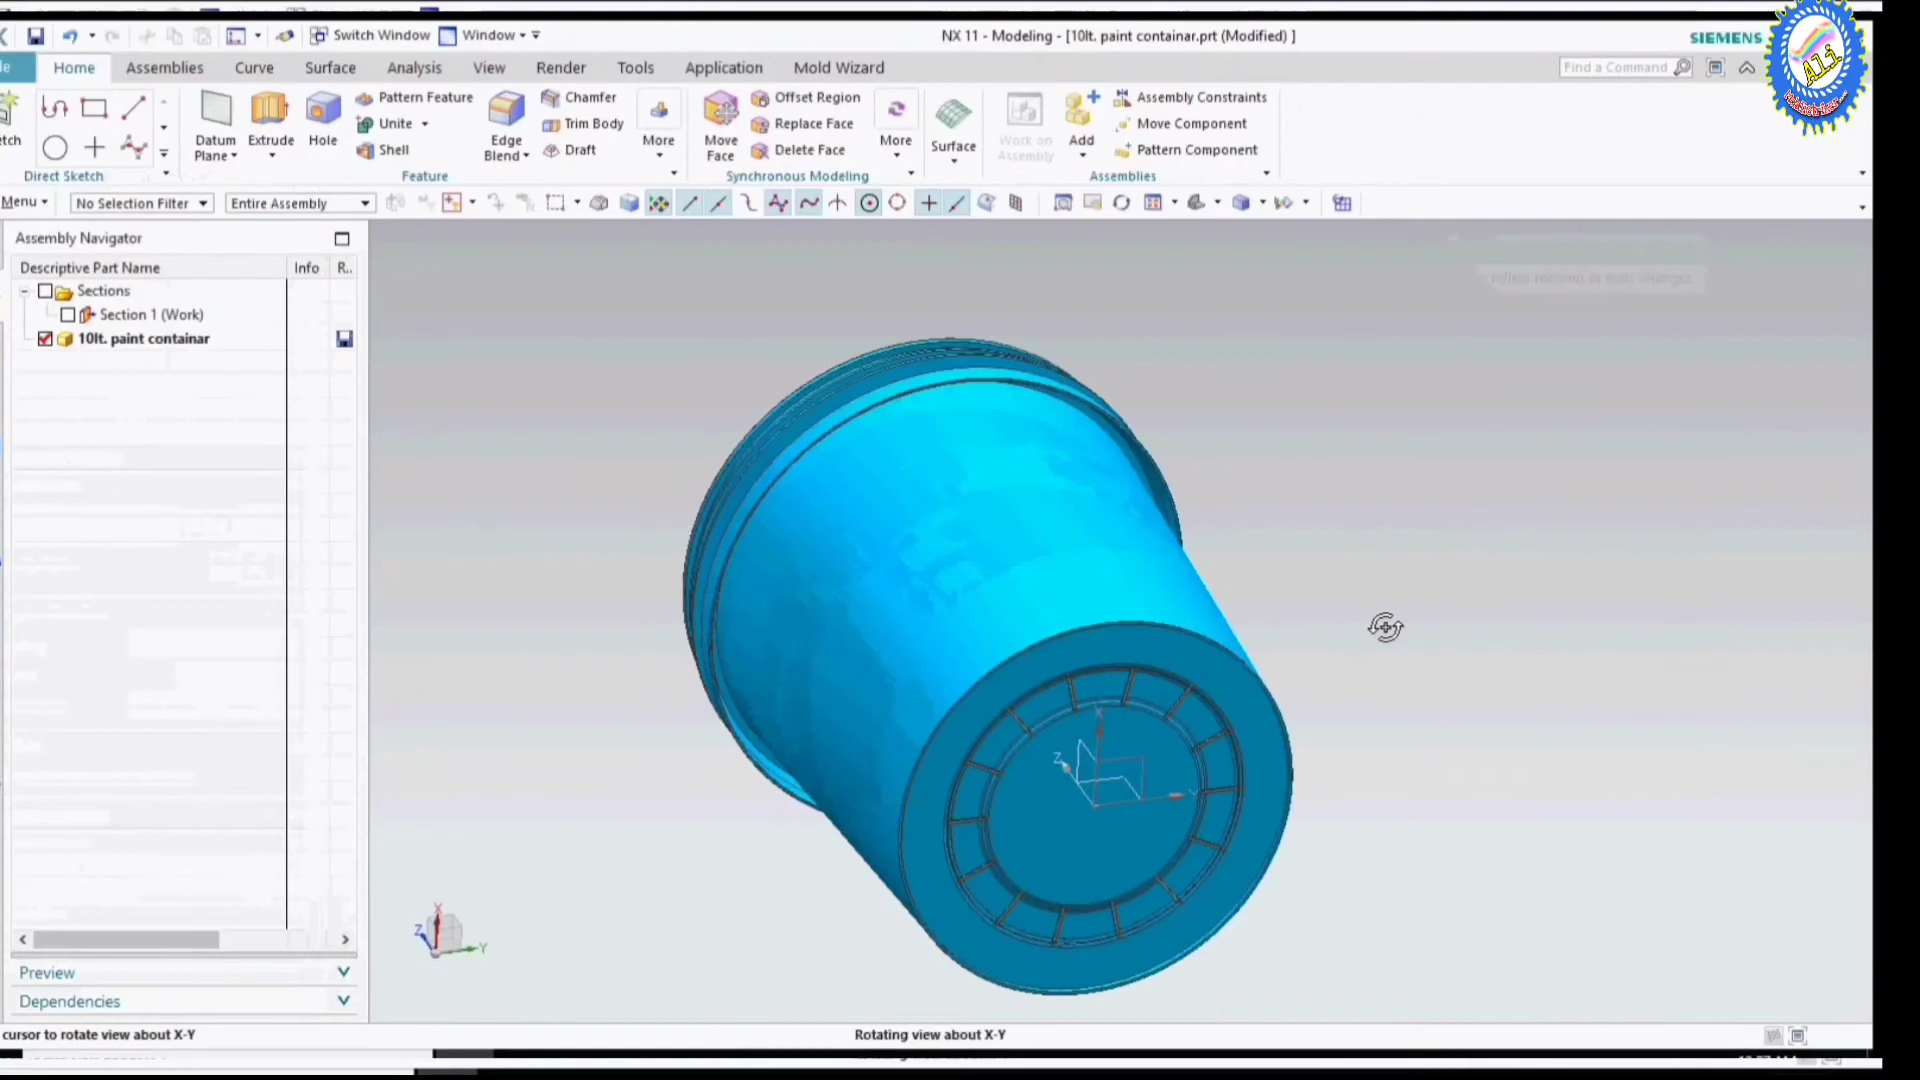 Switch Window Window NX 11 - Modeling - [10lt. paint containar.prt (Modified) ] SIEMENS
Home Assemblies Curve Surface Analysis View Render Tools Application Mold Wizard Find a Command
Datum Plane Extrude Hole
Pattern Feature
Unite
Shell
Edge Blend
Chamfer
Trim Body
Draft
More
Move Face
Offset Region
Replace Face
Delete Face
More
Surface
Work on Assembly
Add
Assembly Constraints
Move Component
Pattern Component
Direct Sketch Feature Synchronous Modeling Assemblies
Menu No Selection Filter Entire Assembly
Assembly Navigator
Descriptive Part Name Info R..
Sections
Section 1 (Work)
10lt. paint containar
X
Z
Y
X
Z
Y
Preview
Dependencies
cursor to rotate view about X-Y Rotating view about X-Y
Ali